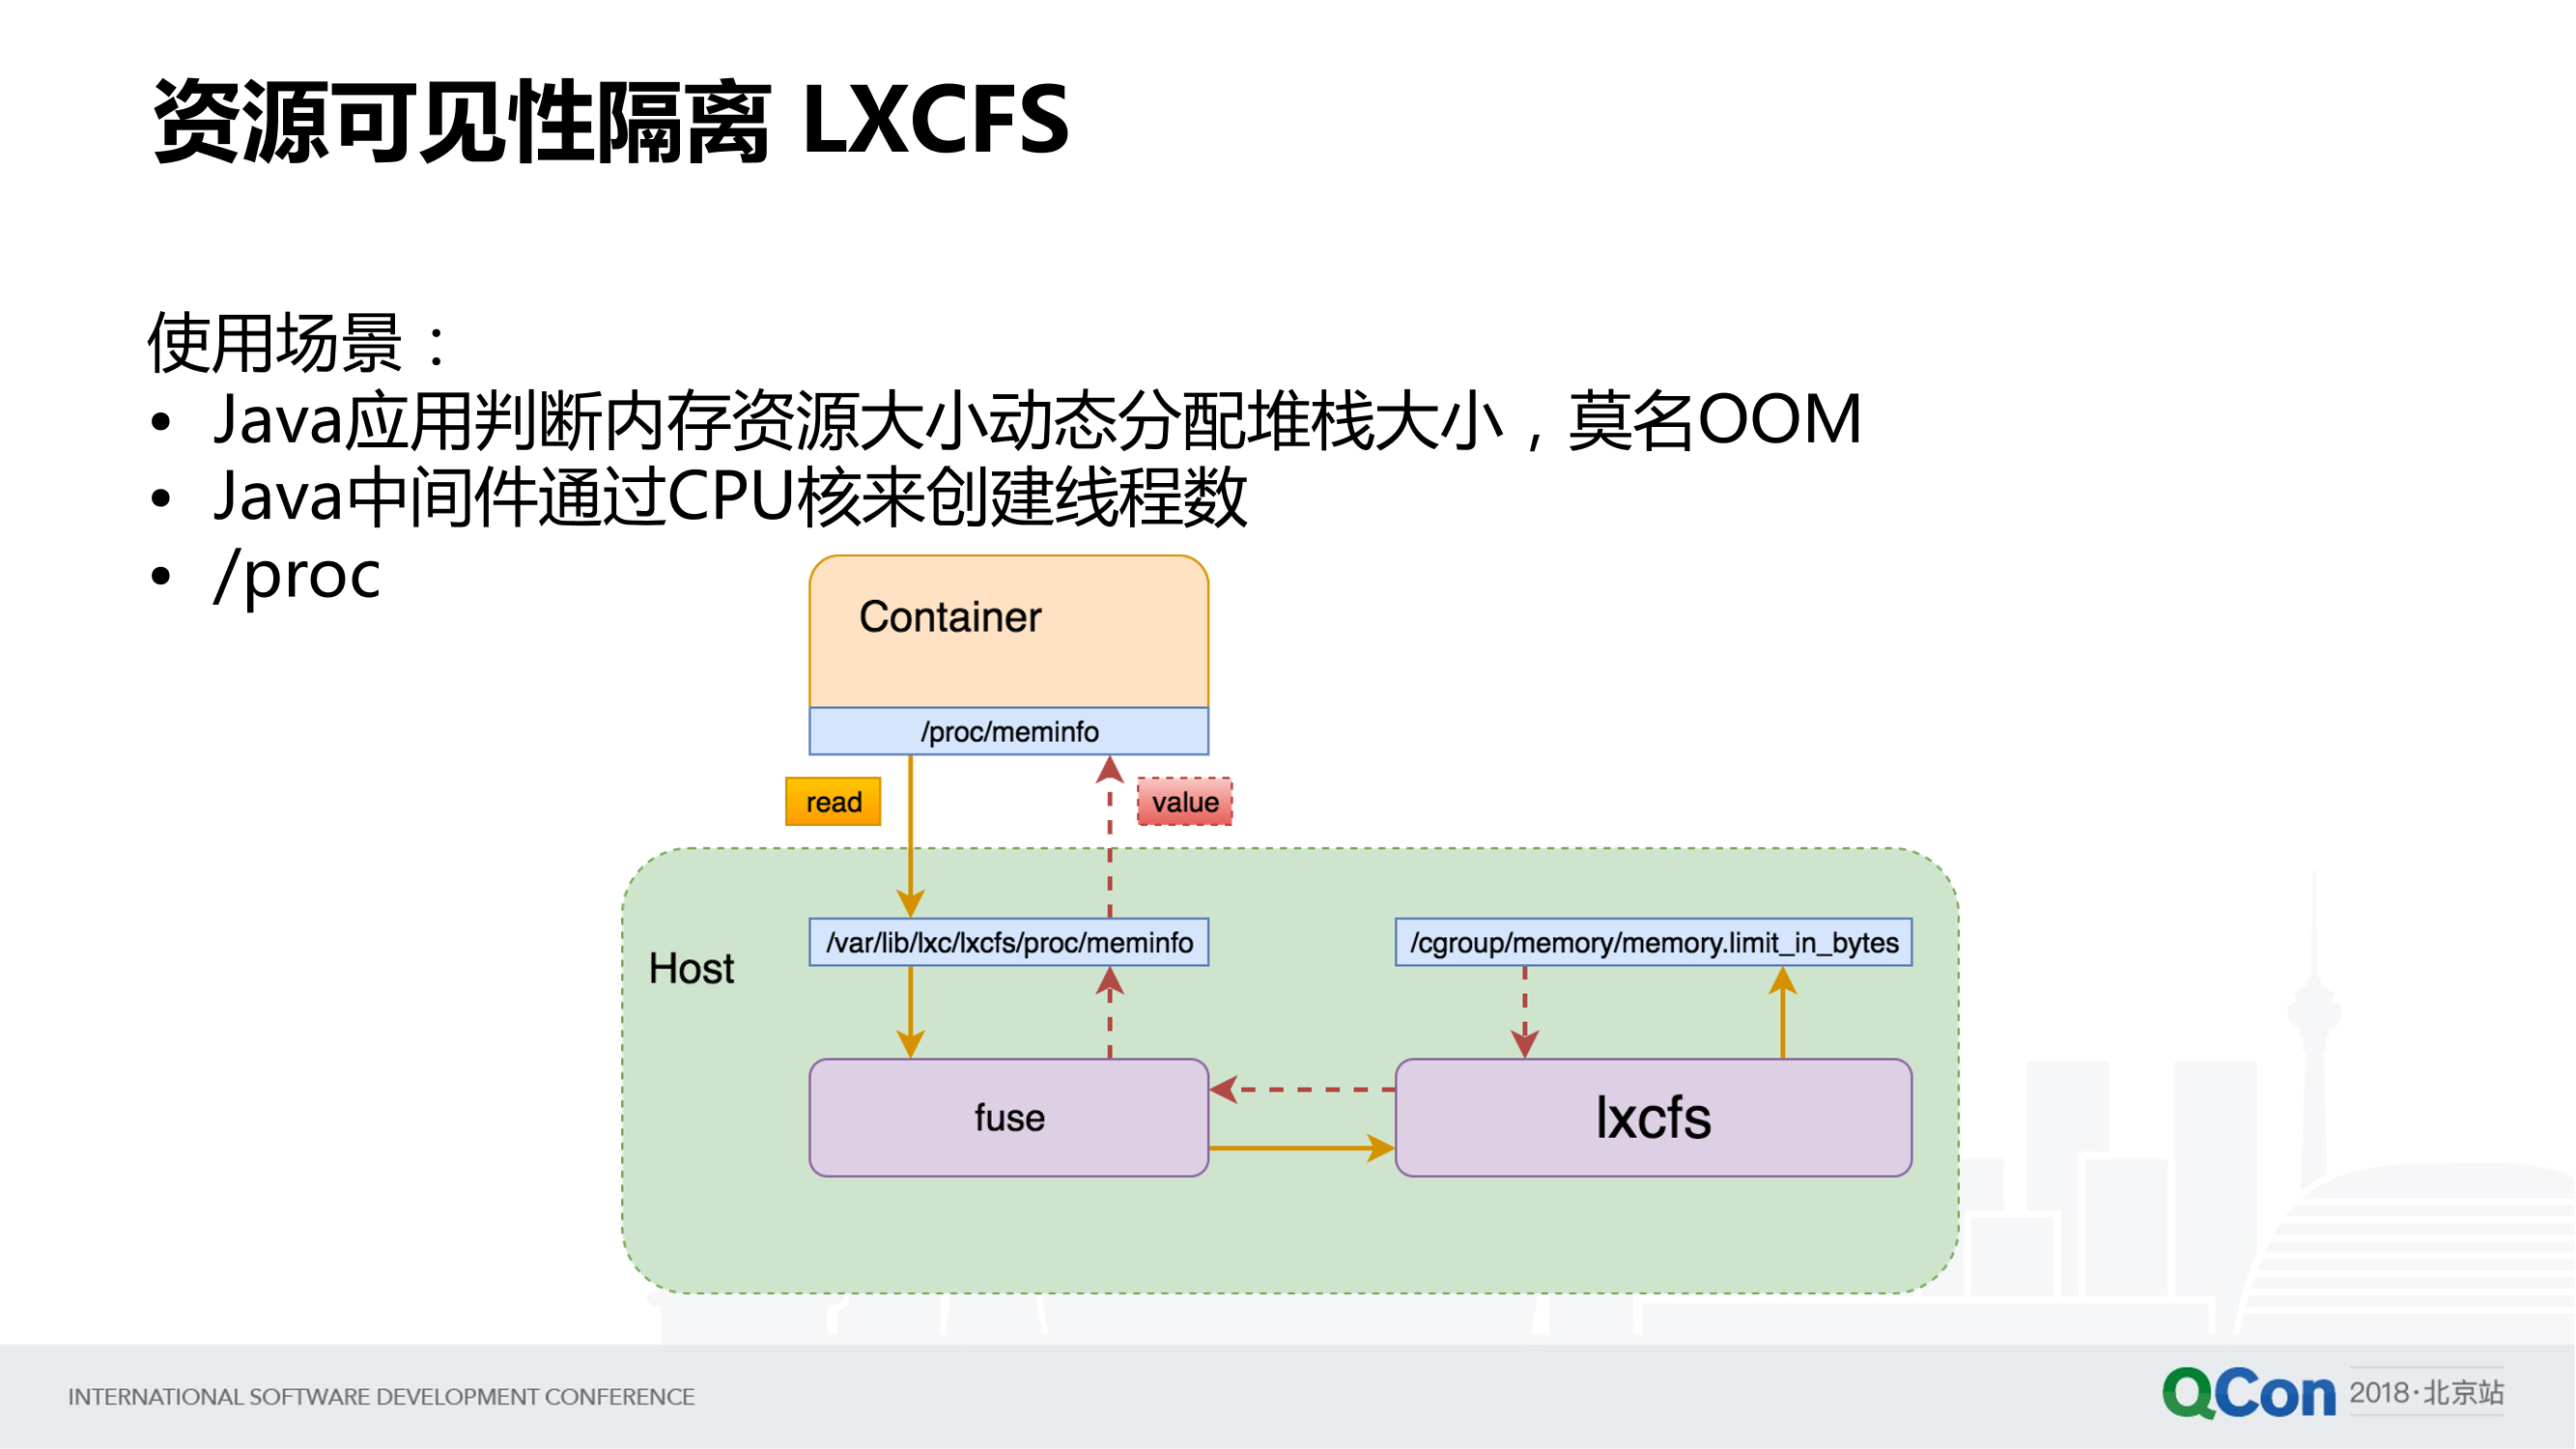 资源可见性隔离 LXCFS
使用场景：
• Java应用判断内存资源大小动态分配堆栈大小，莫名OOM
• Java中间件通过CPU核来创建线程数
• /proc
Container
/proc/meminfo
read
value
/var/lib/lxc/lxcfs/proc/meminfo
/cgroup/memory/memory.limit_in_bytes
Host
fuse
lxcfs
INTERNATIONAL SOFTWARE DEVELOPMENT CONFERENCE
QCon 2018·北京站